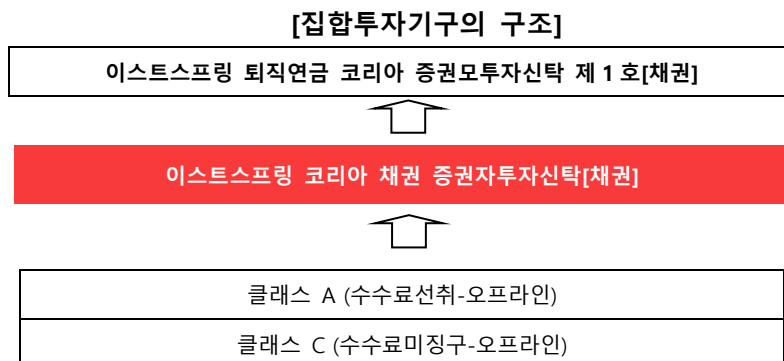 [집합투자기구의 구조]
이스트스프링 퇴직연금 코리아 증권모투자신탁 제 1 호[채권]
이스트스프링 코리아 채권 증권자투자신탁[채권]
클래스 A (수수료선취-오프라인)
클래스 C (수수료미징구-오프라인)